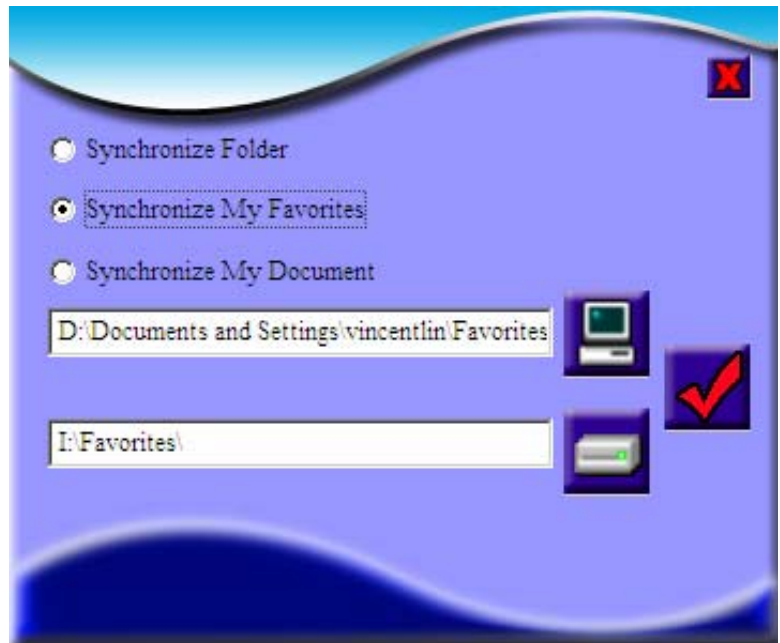 Synchronize Folder
Synchronize My Favorites
Synchronize My Document
D:\Documents and Settings\vincentlin\Favorites
I:\Favorites\